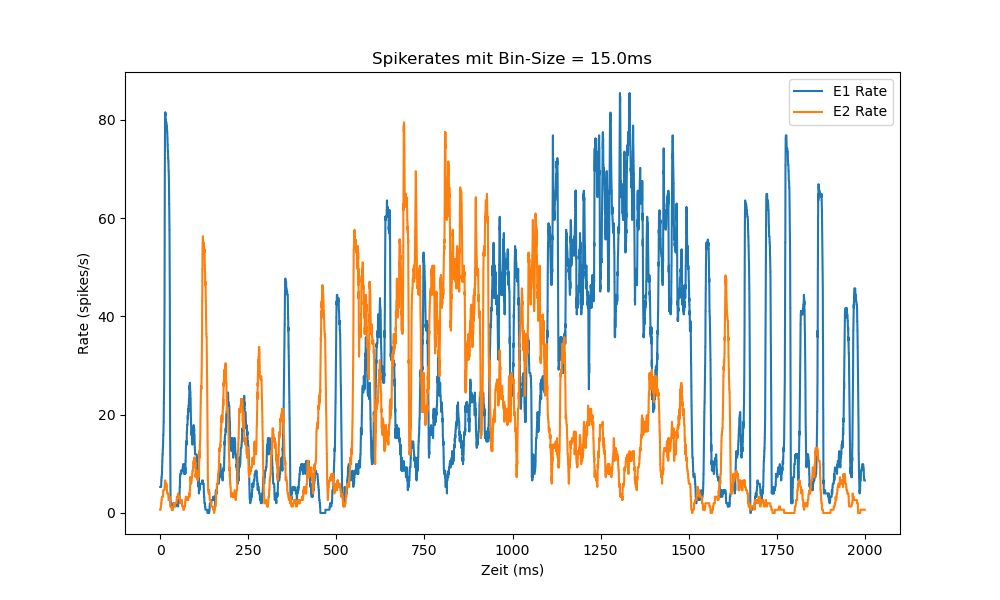 Spikerates mit Bin-Size = 15.0ms
E1 Rate
E2 Rate
Rate (spikes/s)
80
60
40
20
0
0 250 500 750 1000 1250 1500 1750 2000
Zeit (ms)